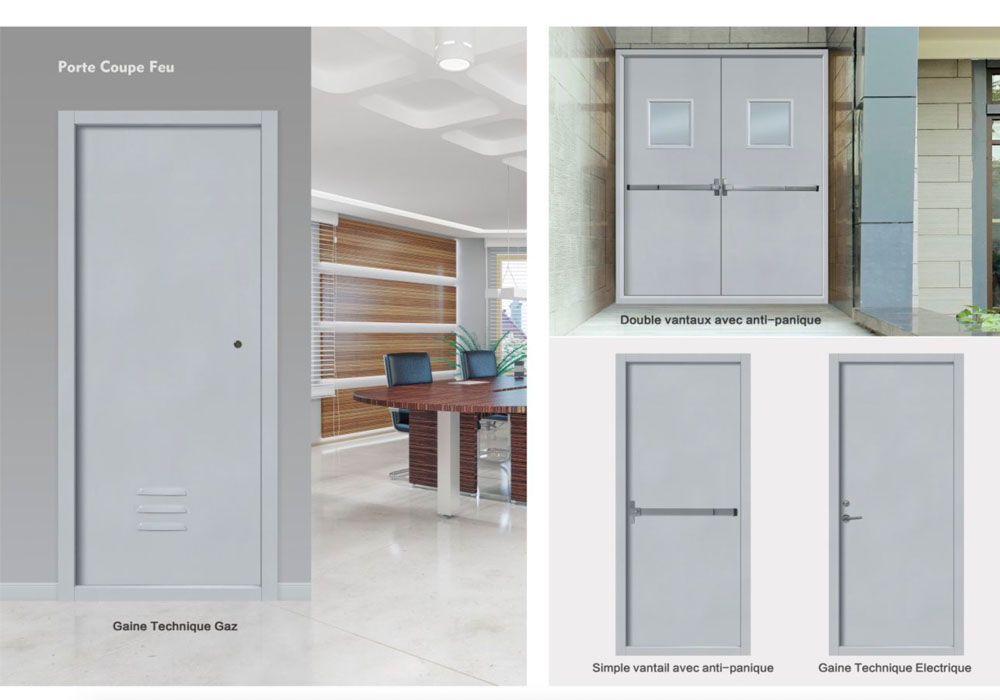 Porte Coupe Feu
Gaine Technique Gaz
Double vantaux avec anti-panique
Simple vantail avec anti-panique
Gaine Technique Electrique